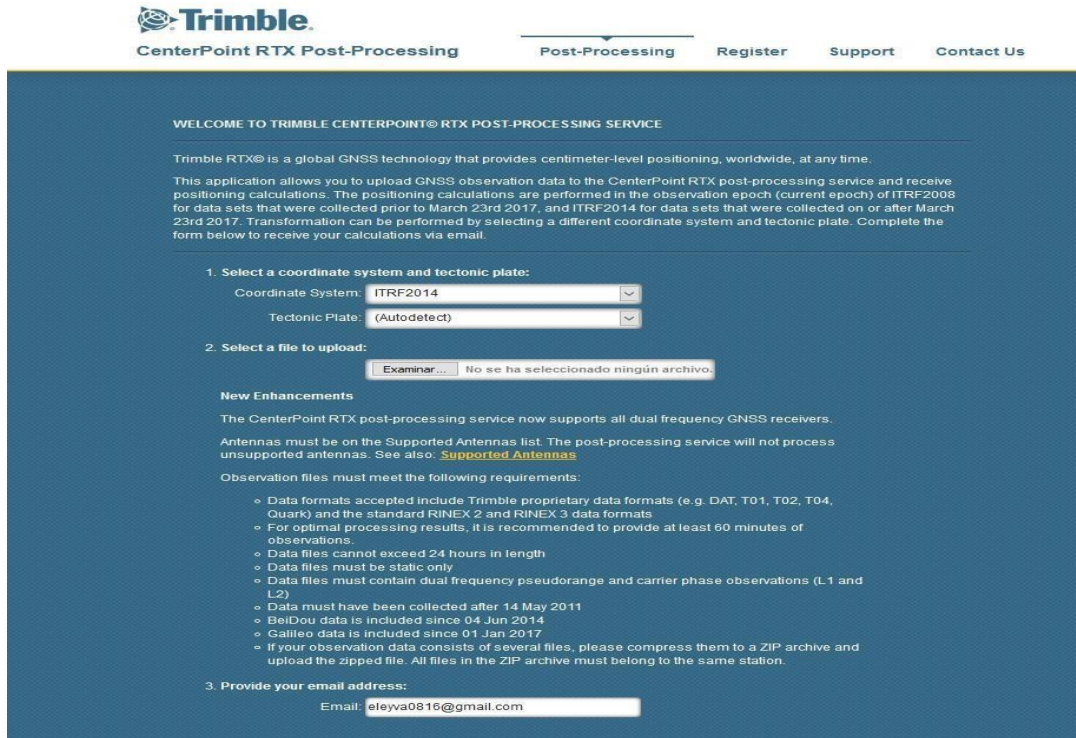 Trimble.
CenterPoint RTX Post-Processing
Post-Processing Register Support Contact Us
WELCOME TO TRIMBLE CENTERPOINT® RTX POST-PROCESSING SERVICE
Trimble RTX® is a global GNSS technology that provides centimeter-level positioning, worldwide, at any time.
This application allows you to upload GNSS observation data to the CenterPoint RTX post-processing service and receive
positioning calculations. The positioning calculations are performed in the observation epoch (current epoch) of ITRF2008
for data sets that were collected prior to March 23rd 2017, and ITRF2014 for data sets that were collected on or after March
23rd 2017. Transformation can be performed by selecting a different coordinate system and tectonic plate. Complete the
form below to receive your calculations via email.
1. Select a coordinate system and tectonic plate:
Coordinate System: ITRF2014
Tectonic Plate: (Autodetect)
2. Select a file to upload:
Examinar... No se ha seleccionado ningún archivo.
New Enhancements
The CenterPoint RTX post-processing service now supports all dual frequency GNSS receivers.
Antennas must be on the Supported Antennas list. The post-processing service will not process
unsupported antennas. See also: Supported Antennas
Observation files must meet the following requirements:
Data formats accepted include Trimble proprietary data formats (e.g. DAT, T01, T02, T04,
Quark) and the standard RINEX 2 and RINEX 3 data formats
For optimal processing results, it is recommended to provide at least 60 minutes of
observations.
Data files cannot exceed 24 hours in length
Data files must be static only
Data files must contain dual frequency pseudorange and carrier phase observations (L1 and
L2)
Data must have been collected after 14 May 2011
BeiDou data is included since 04 Jun 2014
Galileo data is included since 01 Jan 2017
If your observation data consists of several files, please compress them to a ZIP archive and
upload the zipped file. All files in the ZIP archive must belong to the same station.
3. Provide your email address:
Email: eleyva0816@gmail.com